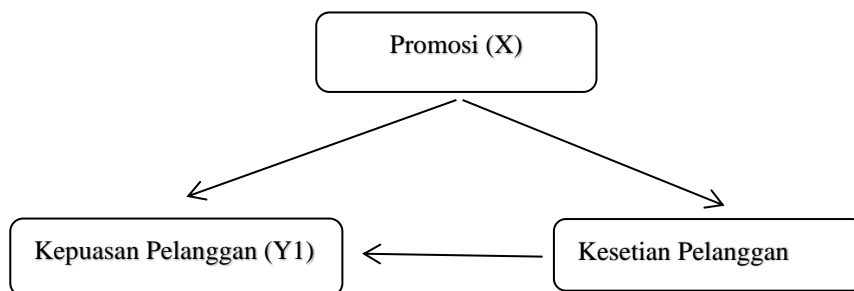 Promosi (X)
Kepuasan Pelanggan (Y1)
Kesetian Pelanggan